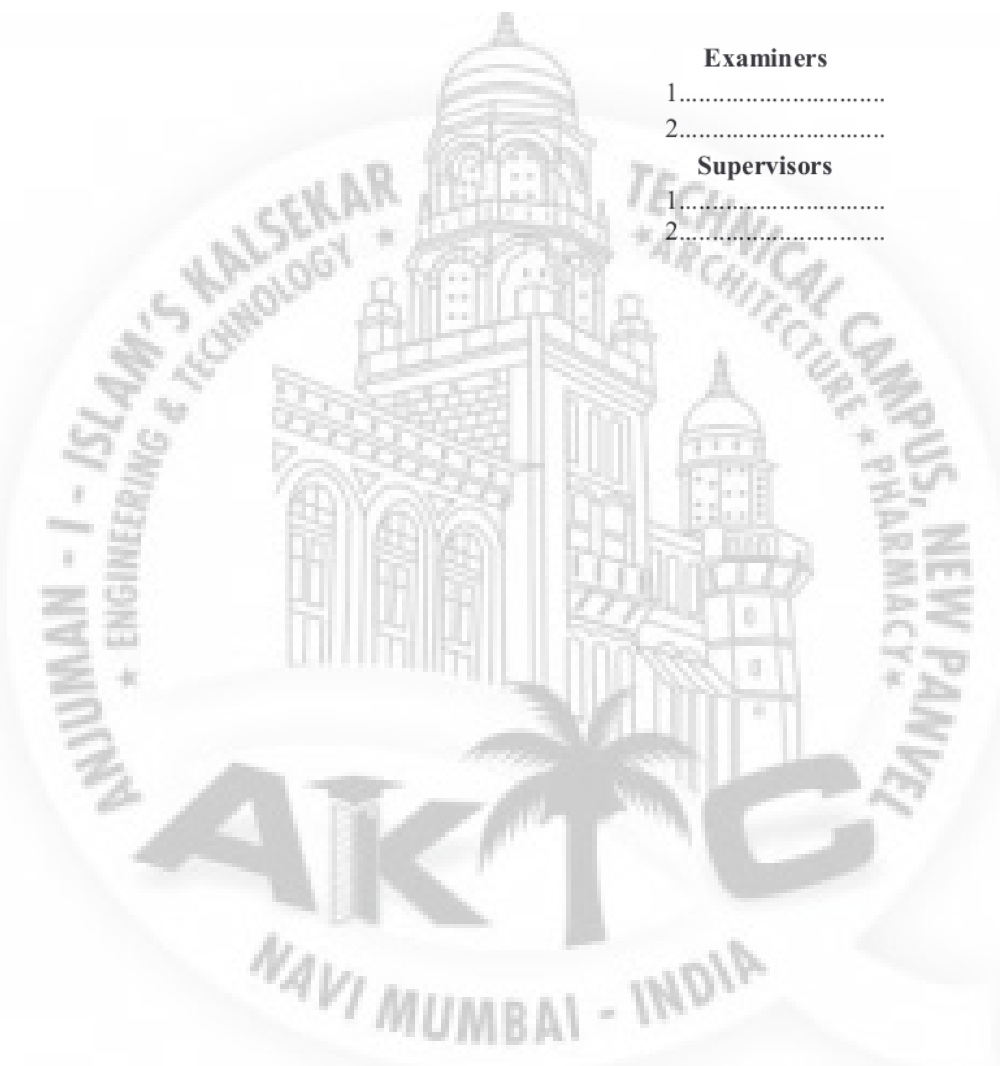 Examiners
1...............................
2...............................
Supervisors
1...............................
2...............................
ANJUMAN - I - ISLAM'S KALSEKAR TECHNICAL CAMPUS, NEW PANVEL
★ ENGINEERING & TECHNOLOGY ★ ★ ARCHITECTURE ★ PHARMACY ★
AIKTC
NAVI MUMBAI - INDIA